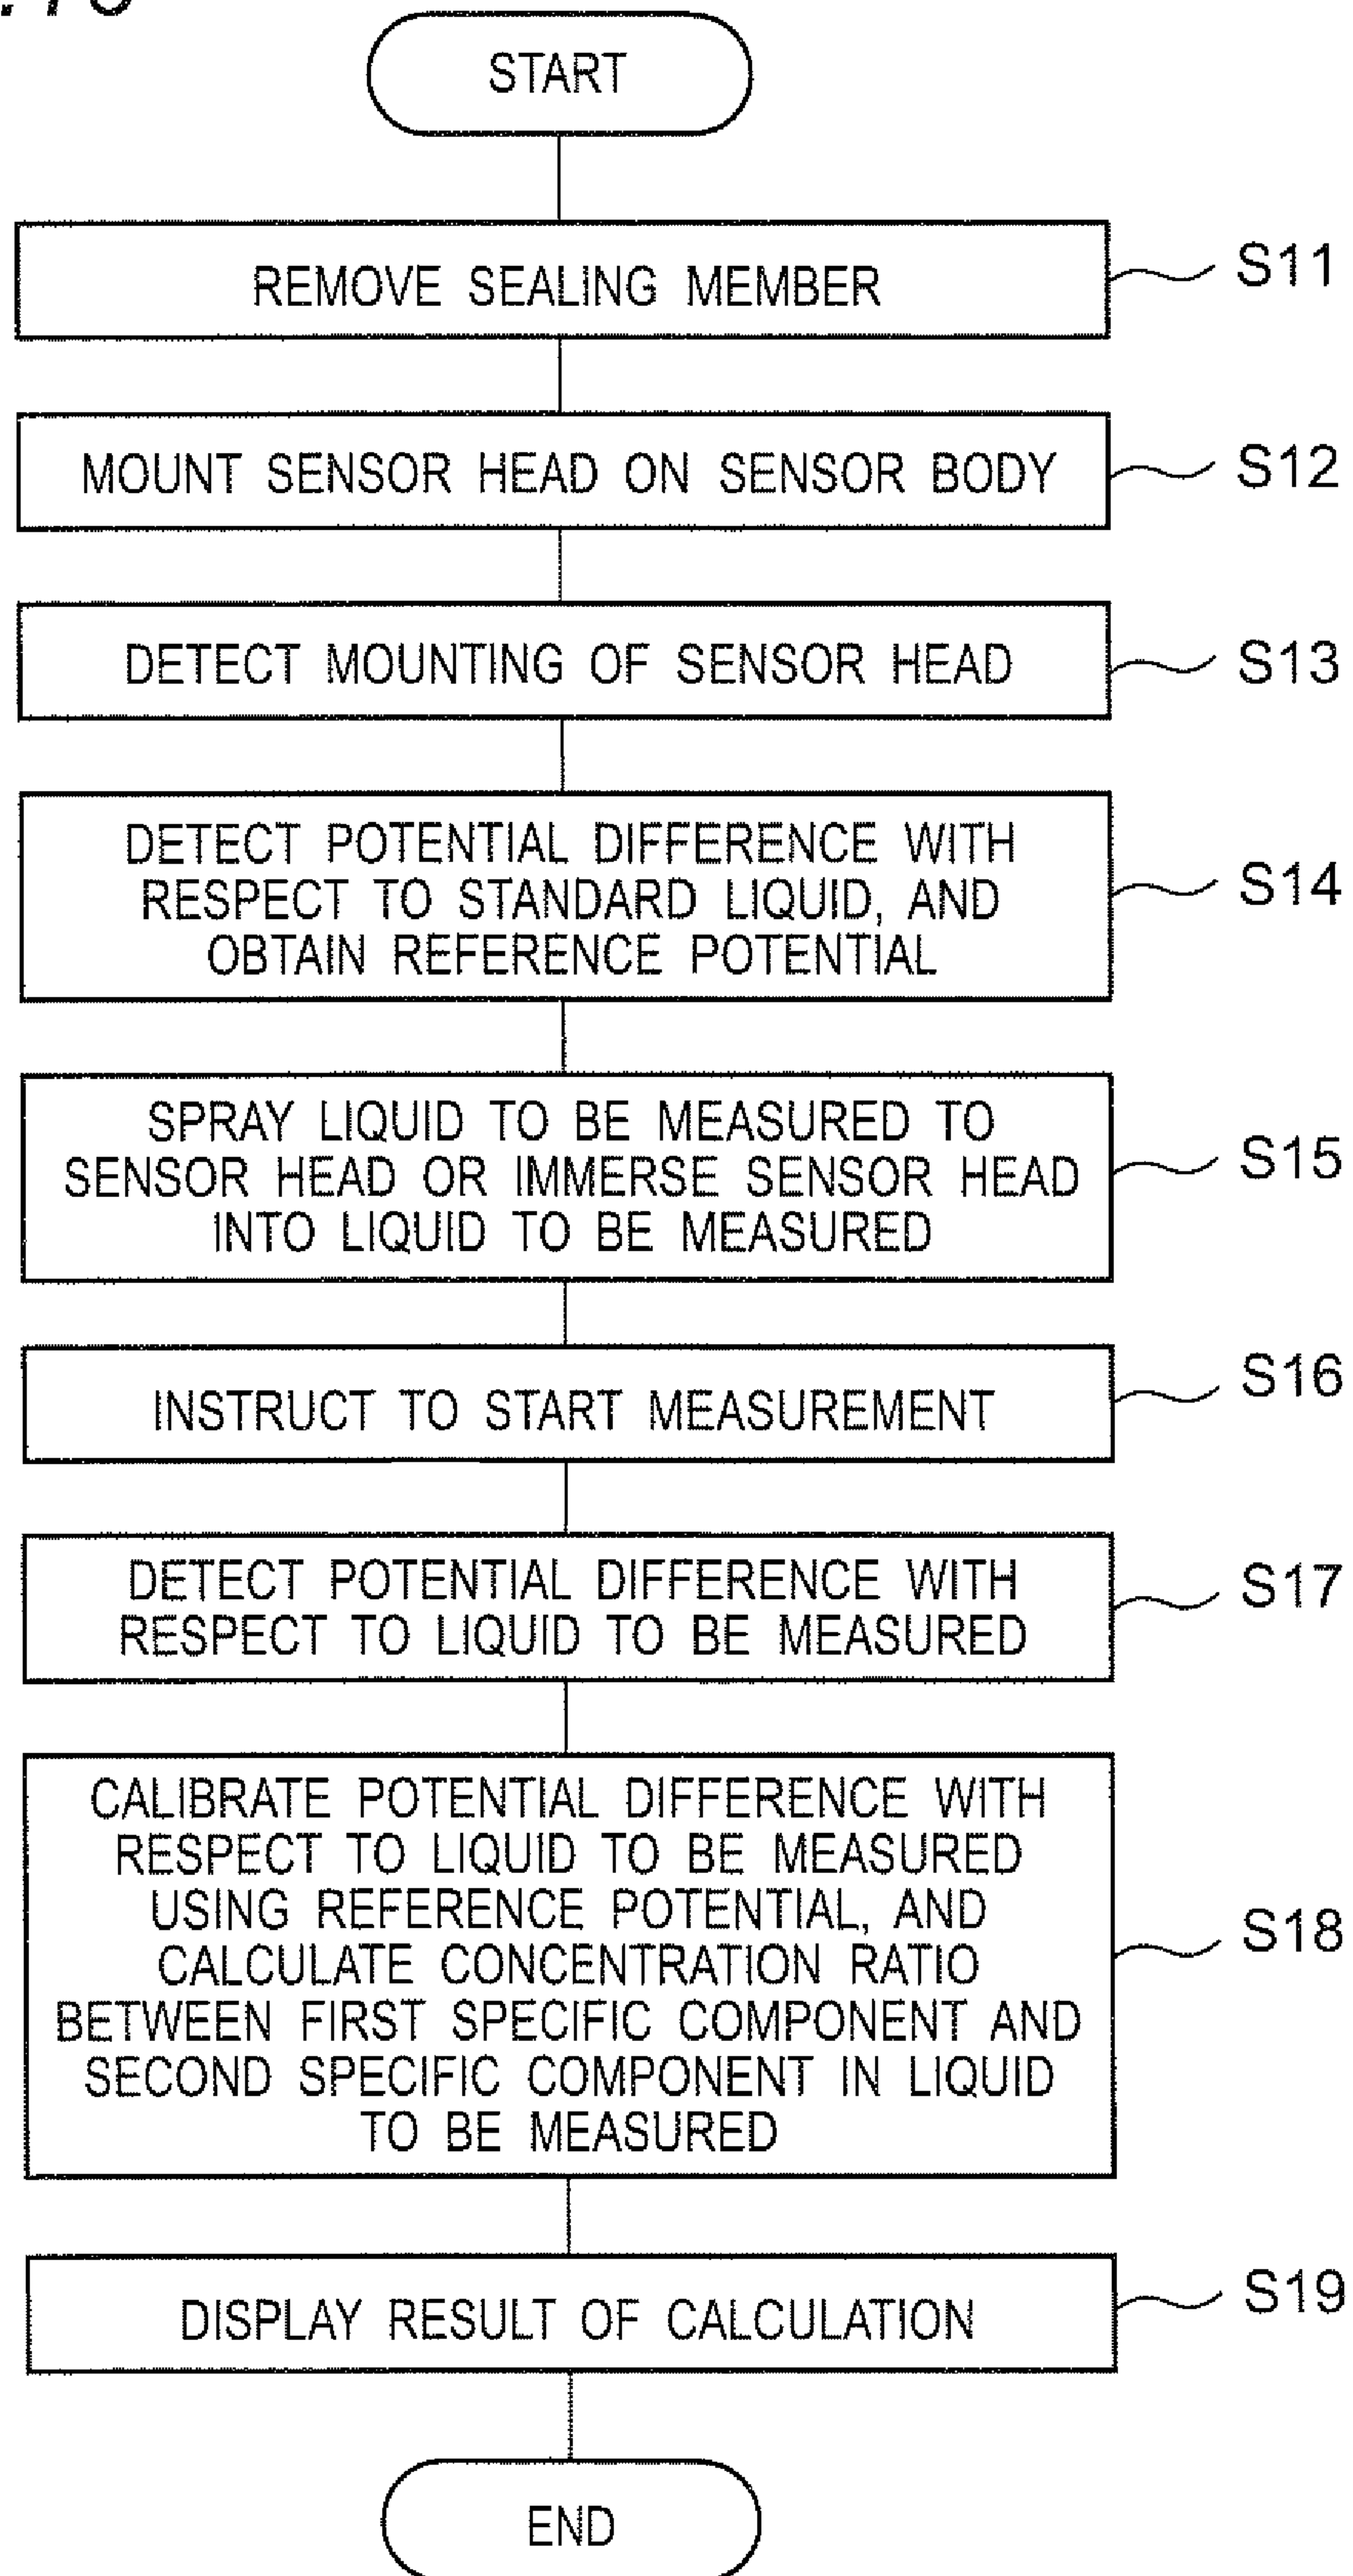 START
REMOVE SEALING MEMBER
S11
MOUNT SENSOR HEAD ON SENSOR BODY
S12
DETECT MOUNTING OF SENSOR HEAD
S13
DETECT POTENTIAL DIFFERENCE WITH
RESPECT TO STANDARD LIQUID, AND
OBTAIN REFERENCE POTENTIAL
S14
SPRAY LIQUID TO BE MEASURED TO
SENSOR HEAD OR IMMERSE SENSOR HEAD
INTO LIQUID TO BE MEASURED
S15
INSTRUCT TO START MEASUREMENT
S16
DETECT POTENTIAL DIFFERENCE WITH
RESPECT TO LIQUID TO BE MEASURED
S17
CALIBRATE POTENTIAL DIFFERENCE WITH
RESPECT TO LIQUID TO BE MEASURED
USING REFERENCE POTENTIAL, AND
CALCULATE CONCENTRATION RATIO
BETWEEN FIRST SPECIFIC COMPONENT AND
SECOND SPECIFIC COMPONENT IN LIQUID
TO BE MEASURED
S18
DISPLAY RESULT OF CALCULATION
S19
END